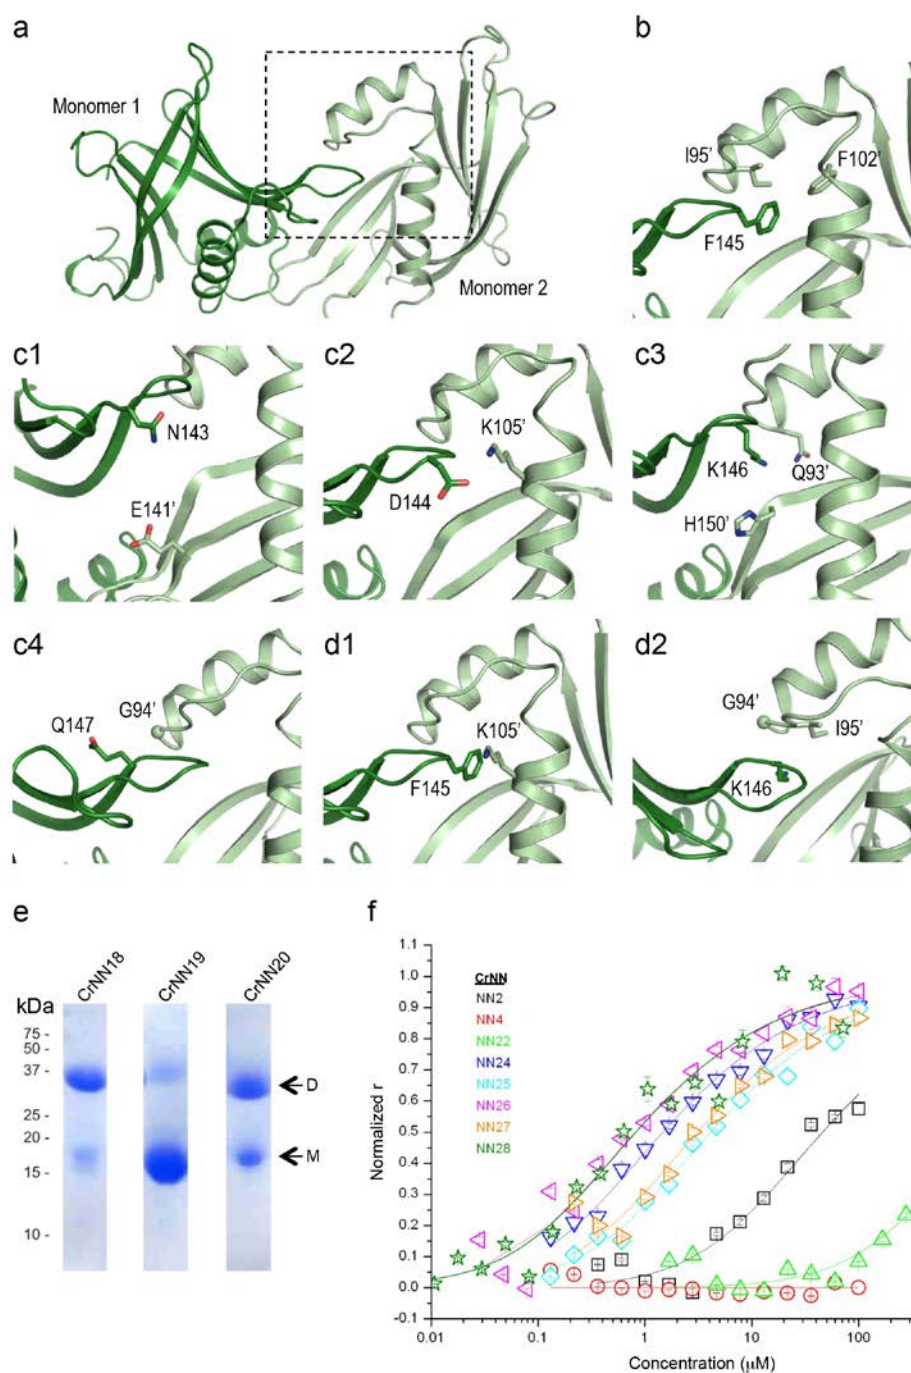 a
Monomer 1
Monomer 2
b
I95'
F102'
F145
c1
N143
E141'
c2
K105'
D144
c3
K146
Q93'
H150'
c4
G94'
Q147
d1
K105'
F145
d2
G94'
I95'
K146
e
CrNN18
CrNN19
CrNN20
kDa
75 -
50 -
37 -
25 -
20 -
15 -
10 -
D
M
f
1.1
1.0
0.9
0.8
0.7
0.6
0.5
0.4
0.3
0.2
0.1
0.0
-0.1
Normalized r
CrNN
NN2
NN4
NN22
NN24
NN25
NN26
NN27
NN28
0.01 0.1 1 10 100
Concentration (µM)